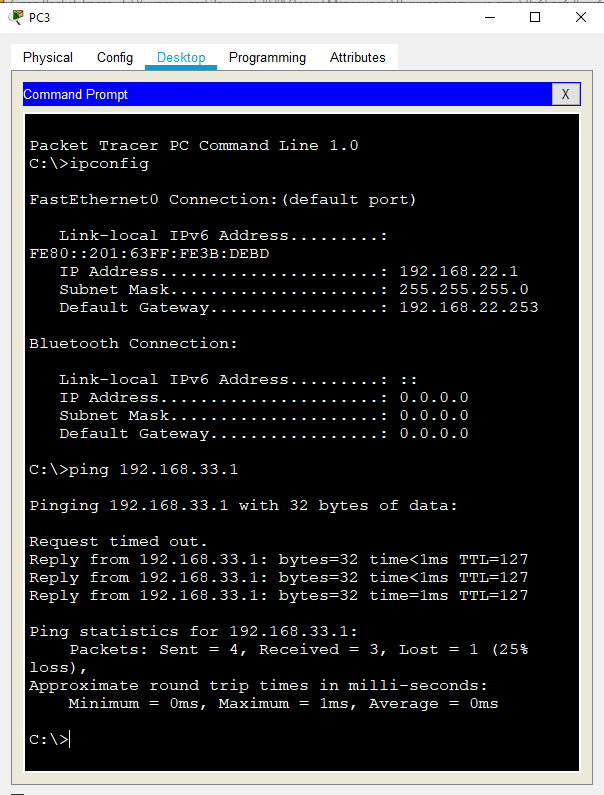 PC3
Physical Config Desktop Programming Attributes
Command Prompt
X
Packet Tracer PC Command Line 1.0
C:\>ipconfig
FastEthernet0 Connection:(default port)
Link-local IPv6 Address.........:
FE80::201:63FF:FE3B:DEBD
IP Address......................: 192.168.22.1
Subnet Mask.....................: 255.255.255.0
Default Gateway.................: 192.168.22.253
Bluetooth Connection:
Link-local IPv6 Address.........: ::
IP Address......................: 0.0.0.0
Subnet Mask.....................: 0.0.0.0
Default Gateway.................: 0.0.0.0
C:\>ping 192.168.33.1
Pinging 192.168.33.1 with 32 bytes of data:
Request timed out.
Reply from 192.168.33.1: bytes=32 time<1ms TTL=127
Reply from 192.168.33.1: bytes=32 time<1ms TTL=127
Reply from 192.168.33.1: bytes=32 time=1ms TTL=127
Ping statistics for 192.168.33.1:
Packets: Sent = 4, Received = 3, Lost = 1 (25%
loss),
Approximate round trip times in milli-seconds:
Minimum = 0ms, Maximum = 1ms, Average = 0ms
C:\>